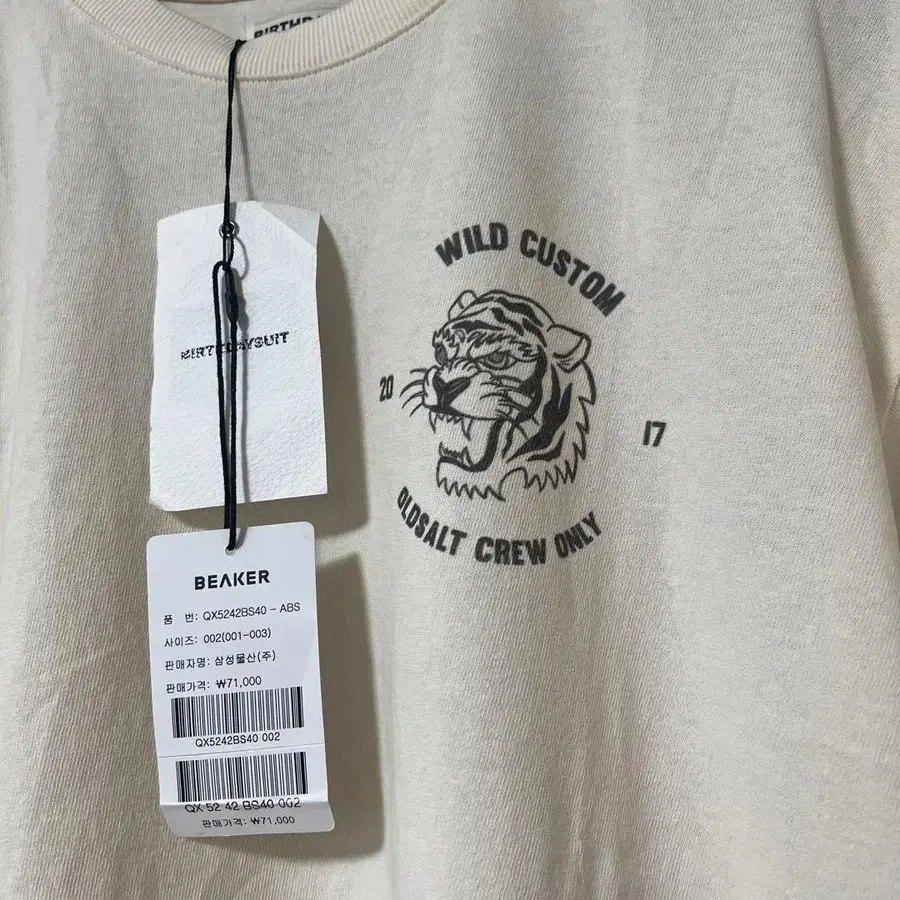 WILD CUSTOM
20
17
OLDSALT CREW ONLY
BIRTHDAYSUIT
BEAKER
품 번: QX5242BS40 - ABS
사이즈: 002(001-003)
판매자명: 삼성물산(주)
판매가격: ₩71,000
QX5242BS40 002
QX 52 42 BS40 002
판매가격: ₩71,000